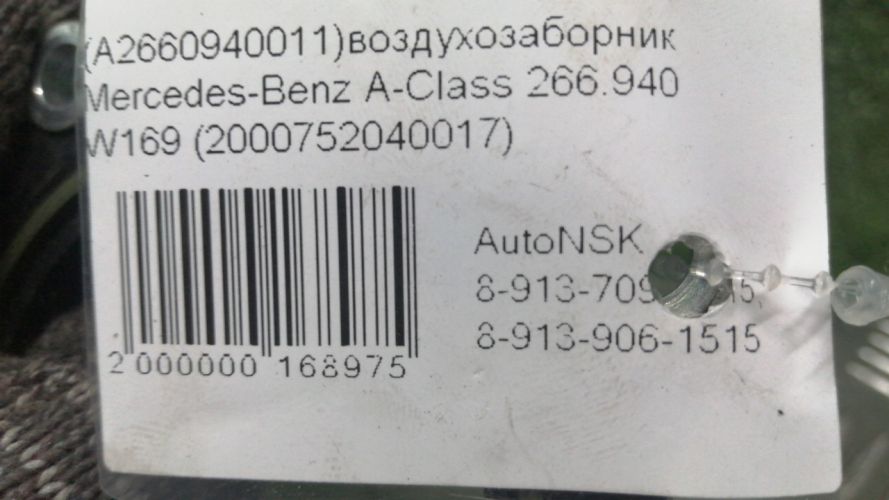 (A2660940011)воздухозаборник
Mercedes-Benz A-Class 266.940
W169 (2000752040017)
AutoNSK
8-913-906-1515
2 000000 168975